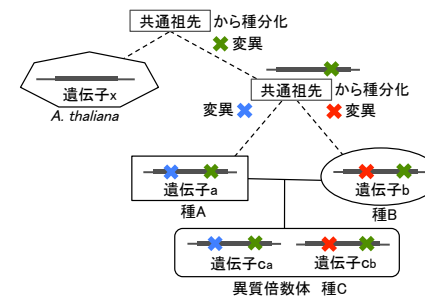 共通祖先 から種分化
変異
遺伝子x
A. thaliana
共通祖先 から種分化
変異 変異
遺伝子a
種A
遺伝子b
種B
遺伝子Ca 遺伝子Cb
異質倍数体 種C